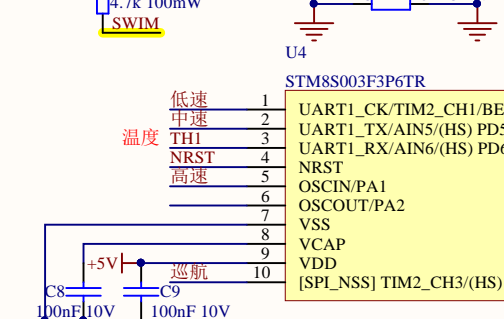 4.7k 100mW
SWIM
U4
STM8S003F3P6TR
低速 1 UART1_CK/TIM2_CH1/BE
中速 2 UART1_TX/AIN5/(HS) PD5
温度 TH1 3 UART1_RX/AIN6/(HS) PD6
NRST 4 NRST
高速 5 OSCIN/PA1
6 OSCOUT/PA2
7 VSS
8 VCAP
+5V 9 VDD
巡航 10 [SPI_NSS] TIM2_CH3/(HS)
C8 C9
100nF 10V 100nF 10V